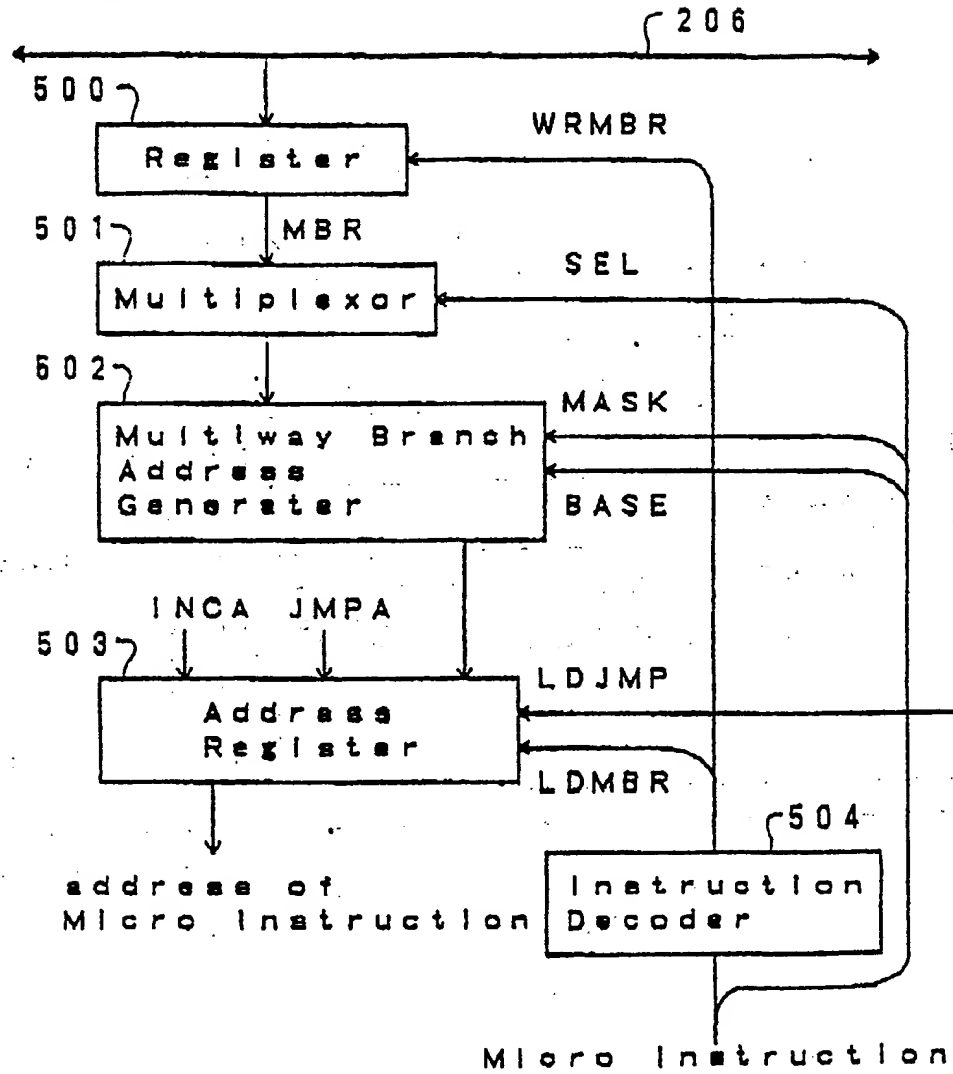 206
500
WRMBR
Register
501
MBR
SEL
Multiplexor
502
MASK
Multiway Branch
Address
Generater
BASE
INCA JMPA
503
LDJMP
Address
Register
LDMBR
504
address of
Micro Instruction
Instruction
Decoder
Micro Instruction